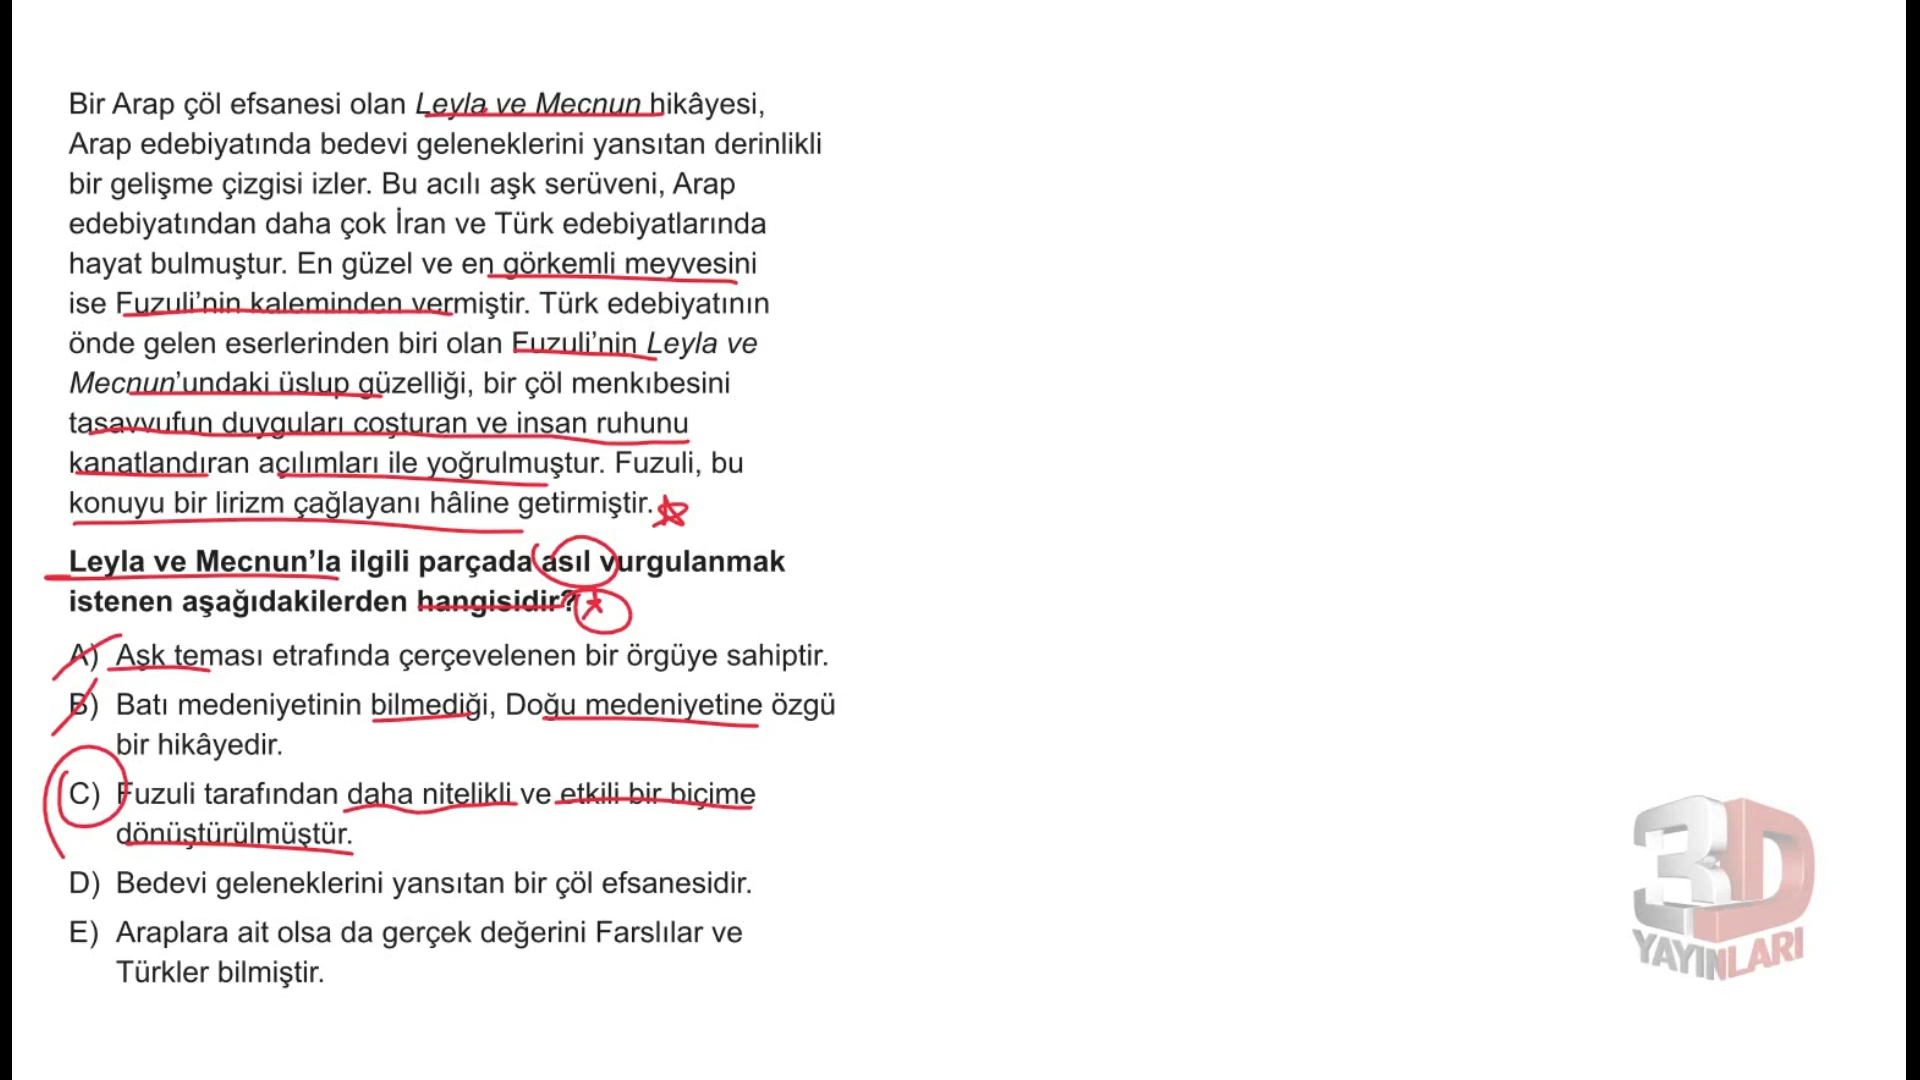 Bir Arap çöl efsanesi olan Leyla ve Mecnun hikâyesi,
Arap edebiyatında bedevi geleneklerini yansıtan derinlikli
bir gelişme çizgisi izler. Bu acılı aşk serüveni, Arap
edebiyatından daha çok İran ve Türk edebiyatlarında
hayat bulmuştur. En güzel ve en görkemli meyvesini
ise Fuzuli’nin kaleminden vermiştir. Türk edebiyatının
önde gelen eserlerinden biri olan Fuzuli’nin Leyla ve
Mecnun’undaki üslup güzelliği, bir çöl menkıbesini
tasavvufun duyguları coşturan ve insan ruhunu
kanatlandıran açılımları ile yoğrulmuştur. Fuzuli, bu
konuyu bir lirizm çağlayanı hâline getirmiştir.
Leyla ve Mecnun’la ilgili parçada asıl vurgulanmak
istenen aşağıdakilerden hangisidir?
A) Aşk teması etrafında çerçevelenen bir örgüye sahiptir.
B) Batı medeniyetinin bilmediği, Doğu medeniyetine özgü
bir hikâyedir.
C) Fuzuli tarafından daha nitelikli ve etkili bir biçime
dönüştürülmüştür.
D) Bedevi geleneklerini yansıtan bir çöl efsanesidir.
E) Araplara ait olsa da gerçek değerini Farslılar ve
Türkler bilmiştir.
3D
YAYINLARI